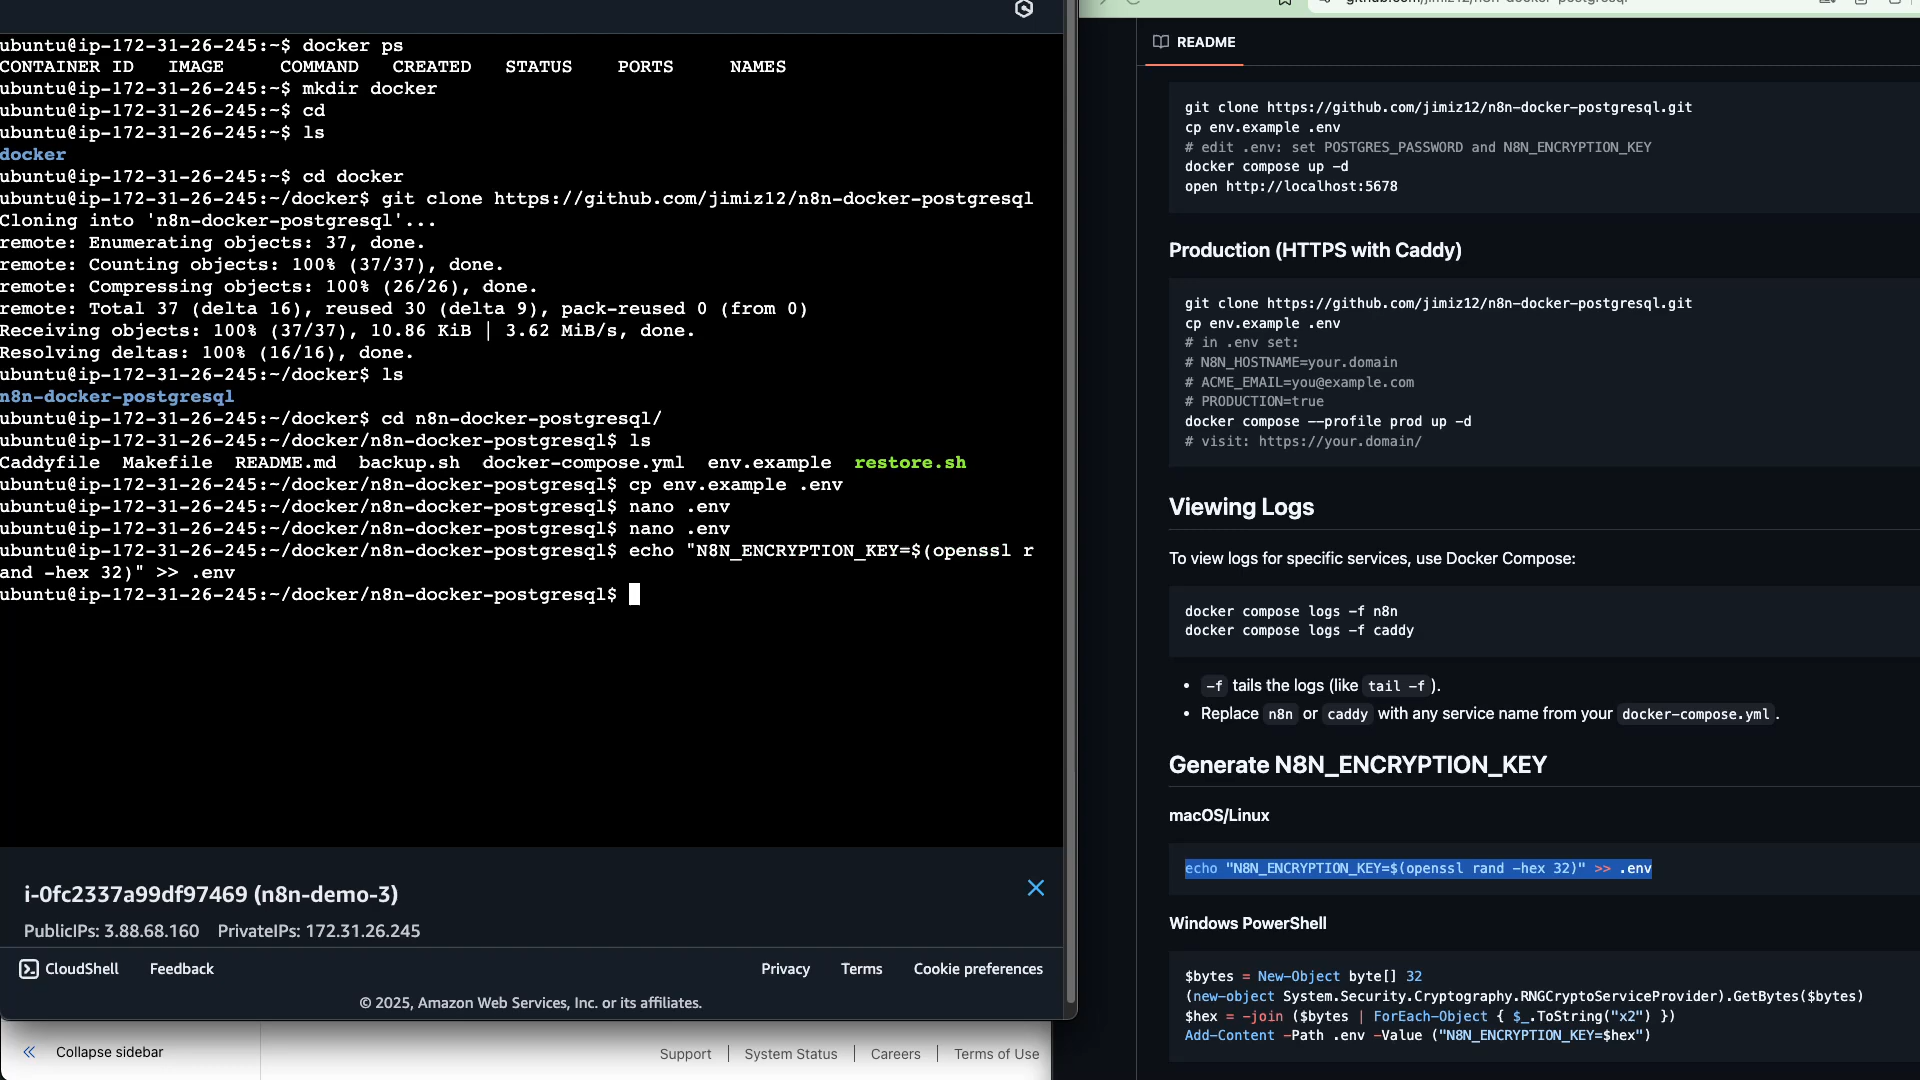 ubuntu@ip-172-31-26-245:~$ docker ps
CONTAINER ID   IMAGE     COMMAND   CREATED   STATUS    PORTS     NAMES
ubuntu@ip-172-31-26-245:~$ mkdir docker
ubuntu@ip-172-31-26-245:~$ cd
ubuntu@ip-172-31-26-245:~$ ls
docker
ubuntu@ip-172-31-26-245:~$ cd docker
ubuntu@ip-172-31-26-245:~/docker$ git clone https://github.com/jimiz12/n8n-docker-postgresql
Cloning into 'n8n-docker-postgresql'...
remote: Enumerating objects: 37, done.
remote: Counting objects: 100% (37/37), done.
remote: Compressing objects: 100% (26/26), done.
remote: Total 37 (delta 16), reused 30 (delta 9), pack-reused 0 (from 0)
Receiving objects: 100% (37/37), 10.86 KiB | 3.62 MiB/s, done.
Resolving deltas: 100% (16/16), done.
ubuntu@ip-172-31-26-245:~/docker$ ls
n8n-docker-postgresql
ubuntu@ip-172-31-26-245:~/docker$ cd n8n-docker-postgresql/
ubuntu@ip-172-31-26-245:~/docker/n8n-docker-postgresql$ ls
Caddyfile  Makefile  README.md  backup.sh  docker-compose.yml  env.example  restore.sh
ubuntu@ip-172-31-26-245:~/docker/n8n-docker-postgresql$ cp env.example .env
ubuntu@ip-172-31-26-245:~/docker/n8n-docker-postgresql$ nano .env
ubuntu@ip-172-31-26-245:~/docker/n8n-docker-postgresql$ nano .env
ubuntu@ip-172-31-26-245:~/docker/n8n-docker-postgresql$ echo "N8N_ENCRYPTION_KEY=$(openssl r
and -hex 32)" >> .env
ubuntu@ip-172-31-26-245:~/docker/n8n-docker-postgresql$
i-0fc2337a99df97469 (n8n-demo-3)
PublicIPs: 3.88.68.160   PrivateIPs: 172.31.26.245
CloudShell   Feedback   Privacy   Terms   Cookie preferences
© 2025, Amazon Web Services, Inc. or its affiliates.
« Collapse sidebar
Support | System Status | Careers | Terms of Use
README
git clone https://github.com/jimiz12/n8n-docker-postgresql.git
cp env.example .env
# edit .env: set POSTGRES_PASSWORD and N8N_ENCRYPTION_KEY
docker compose up -d
open http://localhost:5678
Production (HTTPS with Caddy)
git clone https://github.com/jimiz12/n8n-docker-postgresql.git
cp env.example .env
# in .env set:
# N8N_HOSTNAME=your.domain
# ACME_EMAIL=you@example.com
# PRODUCTION=true
docker compose --profile prod up -d
# visit: https://your.domain/
Viewing Logs
To view logs for specific services, use Docker Compose:
docker compose logs -f n8n
docker compose logs -f caddy
• -f tails the logs (like tail -f ).
• Replace n8n or caddy with any service name from your docker-compose.yml .
Generate N8N_ENCRYPTION_KEY
macOS/Linux
echo "N8N_ENCRYPTION_KEY=$(openssl rand -hex 32)" >> .env
Windows PowerShell
$bytes = New-Object byte[] 32
(new-object System.Security.Cryptography.RNGCryptoServiceProvider).GetBytes($bytes)
$hex = -join ($bytes | ForEach-Object { $_.ToString("x2") })
Add-Content -Path .env -Value ("N8N_ENCRYPTION_KEY=$hex")